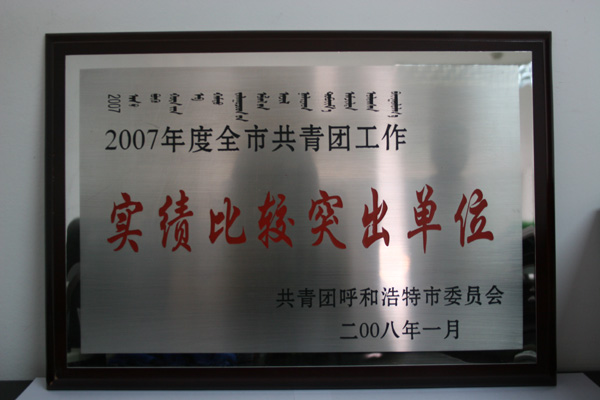 2007
2007年度全市共青团工作
实绩比较突出单位
共青团呼和浩特市委员会
二00八年一月